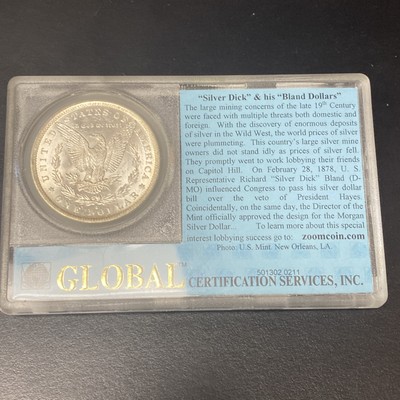 "Silver Dick" & his "Bland Dollars"
The large mining concerns of the late 19th Century
were faced with multiple threats both domestic and
foreign. With the discovery of enormous deposits
of silver in the Wild West, the world prices of silver
were plummeting. This country's large silver mine
owners did not stand idly as prices of silver fell.
They promptly went to work lobbying their friends
on Capitol Hill. On February 28, 1878, U. S.
Representative Richard "Silver Dick" Bland (D-
MO) influenced Congress to pass his silver dollar
bill over the veto of President Hayes.
Coincidentally, on the same day, the Director of the
Mint officially approved the design for the Morgan
Silver Dollar... To learn more about this special
interest lobbying success go to: zoomcoin.com
Photo: U.S. Mint. New Orleans, LA.
501302 0211
GLOBAL™ CERTIFICATION SERVICES, INC.
UNITED STATES OF AMERICA
ONE DOLLAR